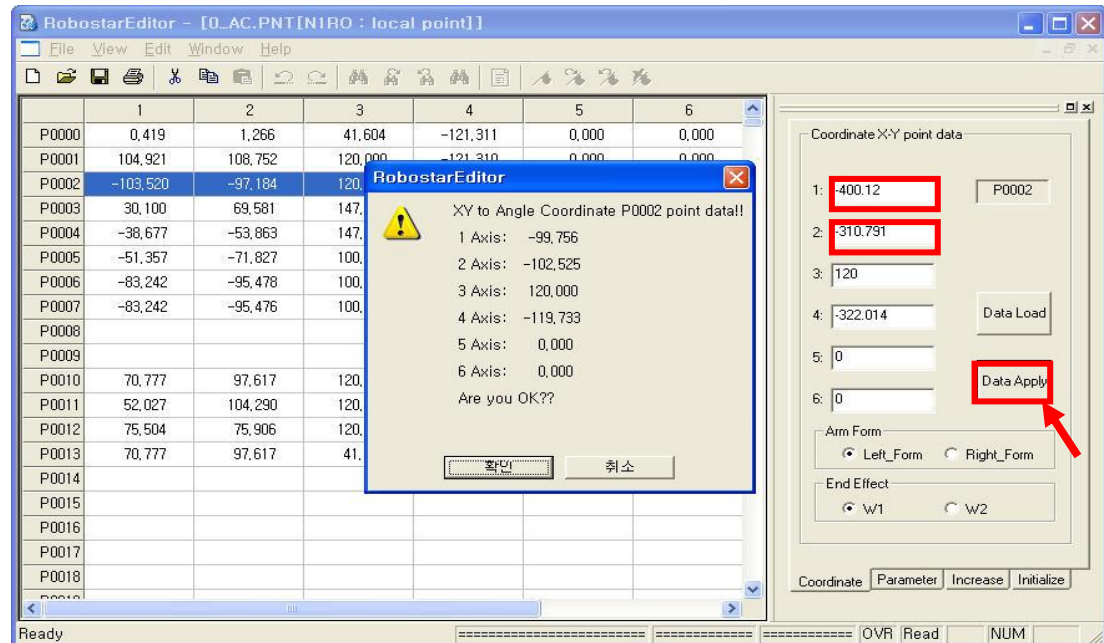 RobostarEditor - [0_AC.PNT[N1RO : local point]]
File View Edit Window Help
1 2 3 4 5 6
P0000 0,419 1,266 41,604 -121,311 0,000 0,000
P0001 104,921 108,752 120,000 -121,310 0,000 0,000
P0002 -103,520 -97,184 120,
P0003 30,100 69,581 147,
P0004 -38,677 -53,863 147,
P0005 -51,357 -71,827 100,
P0006 -83,242 -95,478 100,
P0007 -83,242 -95,476 100,
P0008
P0009
P0010 70,777 97,617 120,
P0011 52,027 104,290 120,
P0012 75,504 75,906 120,
P0013 70,777 97,617 41,
P0014
P0015
P0016
P0017
P0018
RobostarEditor
XY to Angle Coordinate P0002 point data!!
1 Axis: -99,756
2 Axis: -102,525
3 Axis: 120,000
4 Axis: -119,733
5 Axis: 0,000
6 Axis: 0,000
Are you OK??
확인 취소
Coordinate X-Y point data
1: -400.12 P0002
2: -310.791
3: 120
4: -322.014 Data Load
5: 0
Data Apply
6: 0
Arm Form
Left_Form Right_Form
End Effect
W1 W2
Coordinate Parameter Increase Initialize
Ready OVR Read NUM